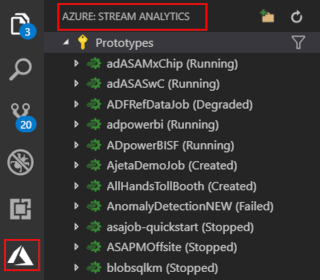 AZURE: STREAM ANALYTICS
3
Prototypes
adASAMxChip (Running)
adASASwC (Running)
ADFRefDataJob (Degraded)
20
adpowerbi (Running)
ADpowerBISF (Running)
AjetaDemoJob (Created)
AllHandsTollBooth (Created)
AnomalyDetectionNEW (Failed)
asajob-quickstart (Stopped)
ASAPMOffsite (Stopped)
blobsqlkm (Stopped)